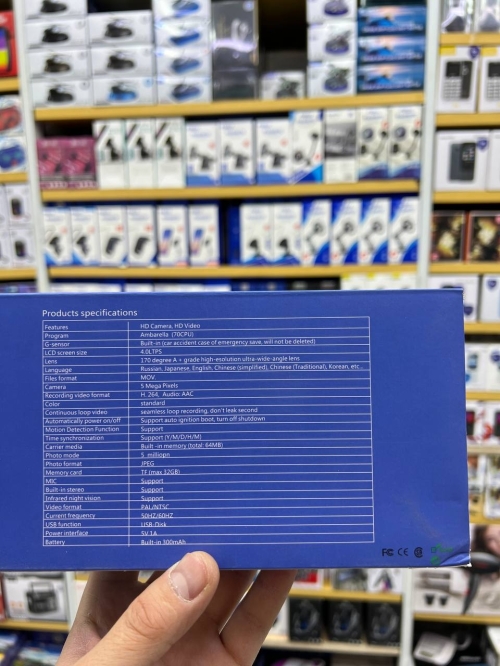 Products specifications
Features HD Camera, HD Video
Program Ambarella (70CPU)
G-sensor Built-in (car accident case of emergency save, will not be deleted)
LCD screen size 4.0LTPS
Lens 170 degree A + grade high-esolution ultra-wide-angle lens
Language Russian, Japanese, English, Chinese (simplified), Chinese (Traditional), Korean, etc...
Files format MOV
Camera 5 Mega Pixels
Recording video format H. 264, Audio: AAC
Color standard
Continuous loop video seamless loop recording, don't leak second
Automatically power on/off Support auto ignition boot, turn off shutdown
Motion Detection Function Support
Time synchronization Support (Y/M/D/H/M)
Carrier media Built -in memory (total: 64MB)
Photo mode 5 milliopn
Photo format JPEG
Memory card TF (max 32GB)
MIC Support
Built-in stereo Support
Infrared night vision Support
Video format PAL/NTSC
Current frequency 50HZ/60HZ
USB function USB-Disk
Power interface 5V 1A
Battery Built-in 300mAh
FC CE